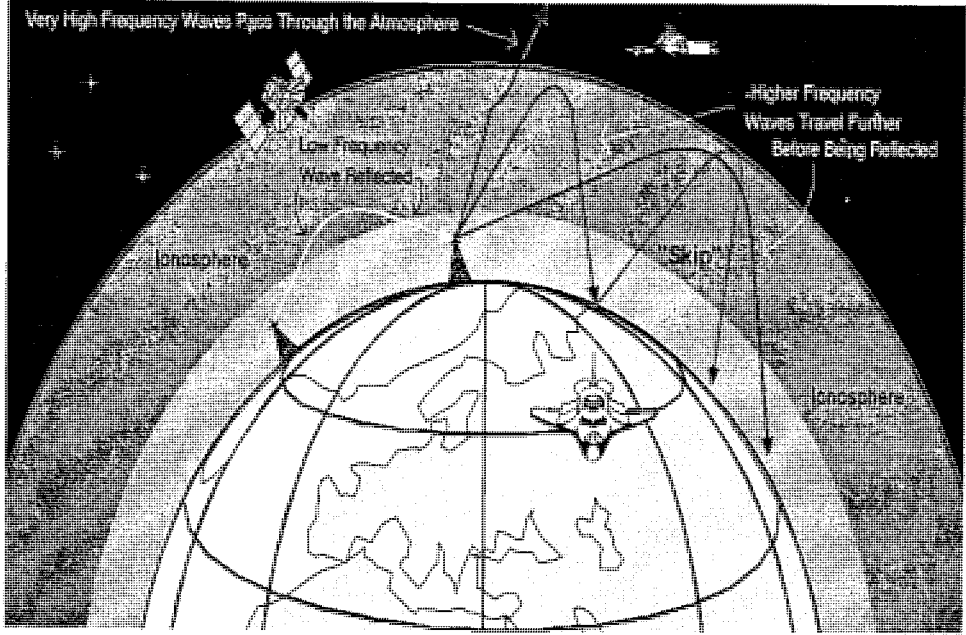 Very High Frequency Waves Pass Through the Atmosphere
-Higher Frequency
Waves Travel Further
Before Being Reflected
Low Frequency
Wave Reflected
Ionosphere
"Skip"
Ionosphere